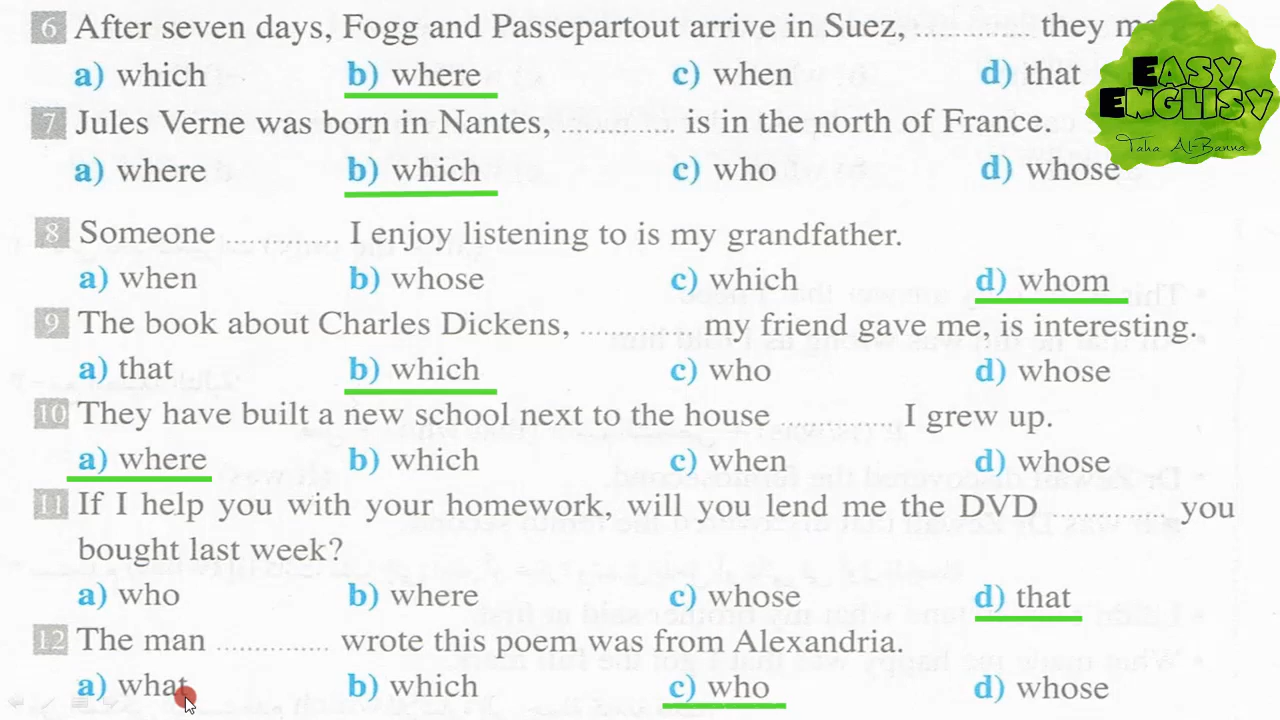 6 After seven days, Fogg and Passepartout arrive in Suez, ............ they
a) which b) where c) when d) that
EASY
ENGLISY
Taha Al-Banna
7 Jules Verne was born in Nantes, ............ is in the north of France.
a) where b) which c) who d) whose
8 Someone ............ I enjoy listening to is my grandfather.
a) when b) whose c) which d) whom
9 The book about Charles Dickens, ............ my friend gave me, is interesting.
a) that b) which c) who d) whose
10 They have built a new school next to the house ............ I grew up.
a) where b) which c) when d) whose
11 If I help you with your homework, will you lend me the DVD ............ you
bought last week?
a) who b) where c) whose d) that
12 The man ............ wrote this poem was from Alexandria.
a) what b) which c) who d) whose